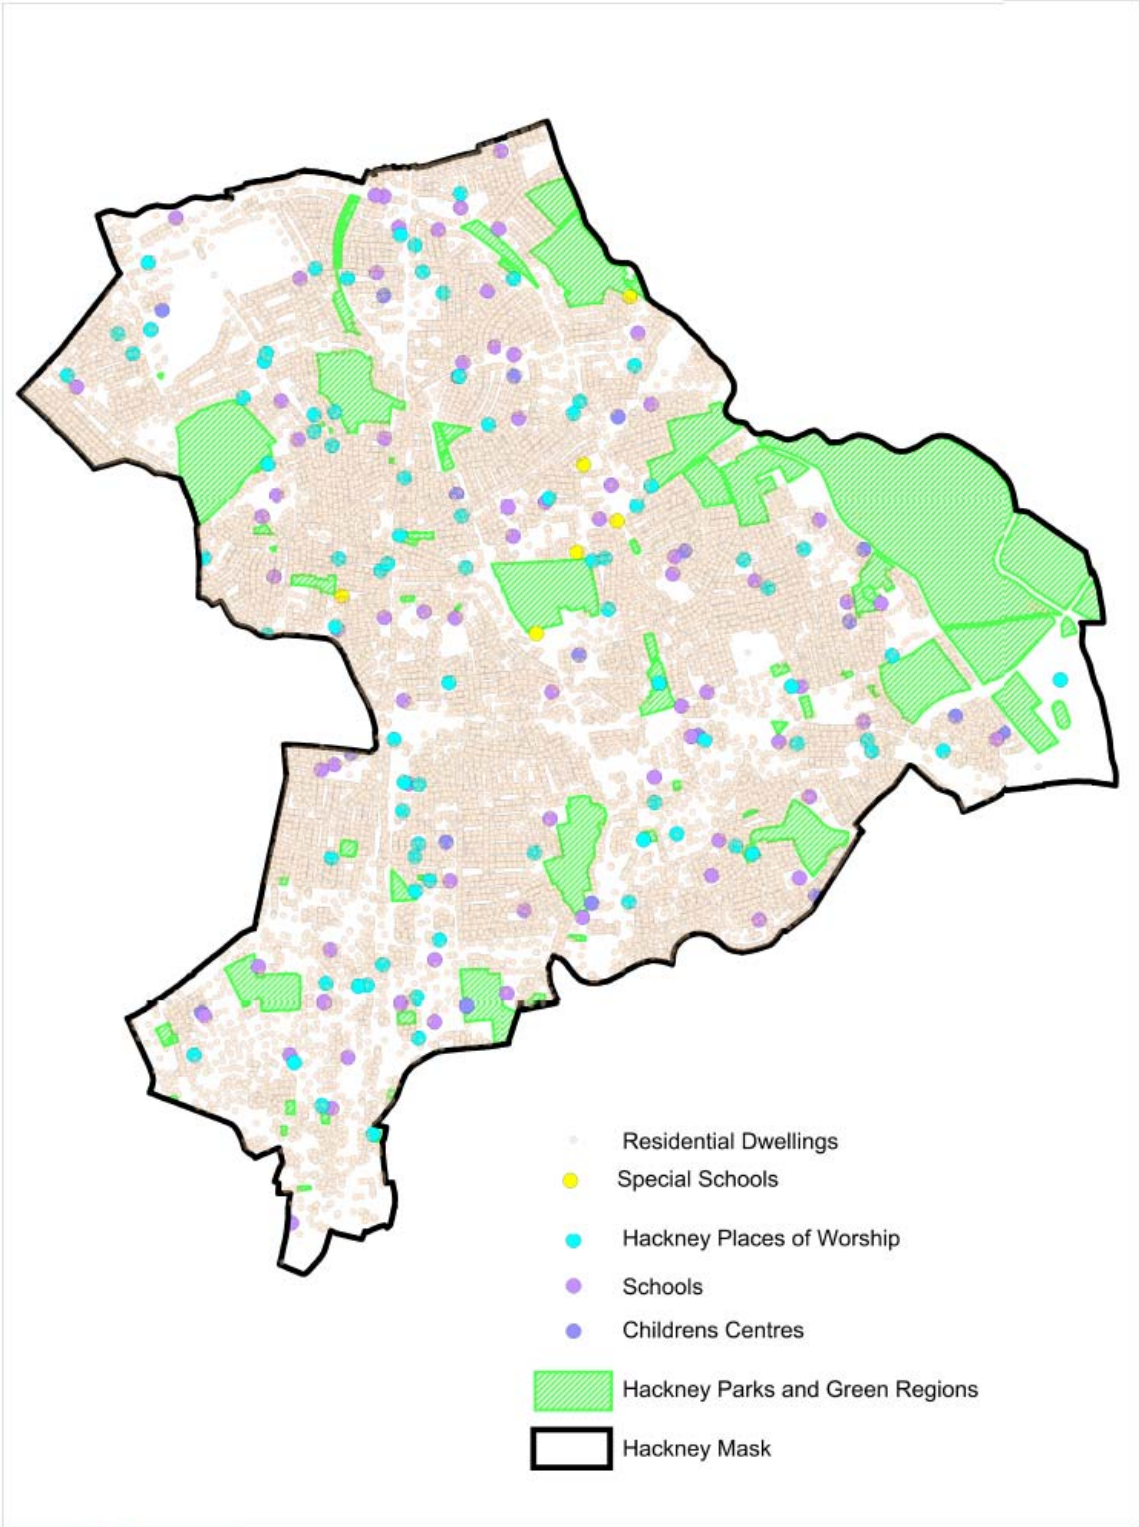 Residential Dwellings
Special Schools
Hackney Places of Worship
Schools
Childrens Centres
Hackney Parks and Green Regions
Hackney Mask